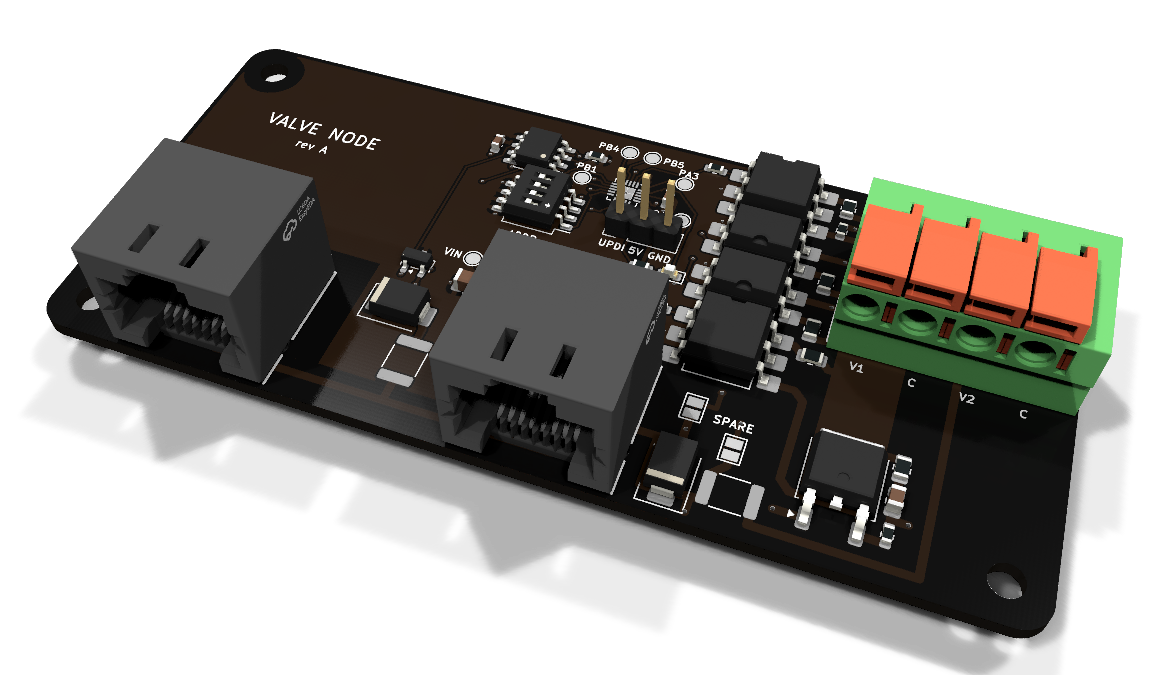 VALVE NODE
rev A
PB4
PB5
PB1
PA3
UPDI 5V GND
VIN
V1
C
V2
C
SPARE